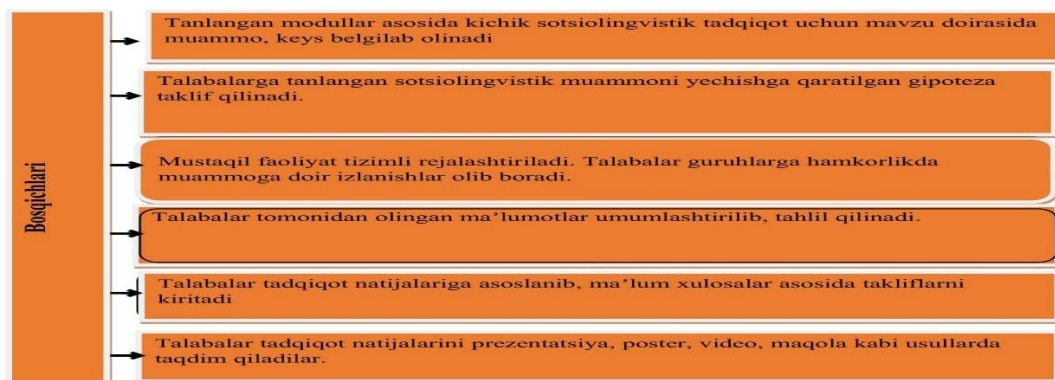 Bosqichlari
Tanlangan modullar asosida kichik sotsiolingvistik tadqiqot uchun mavzu doirasida
muammo, keys belgilab olinadi
Talabalarga tanlangan sotsiolingvistik muammoni yechishga qaratilgan gipoteza
taklif qilinadi.
Mustaqil faoliyat tizimli rejalashtiriladi. Talabalar guruhlarga hamkorlikda
muammoga doir izlanishlar olib boradi.
Talabalar tomonidan olingan ma’lumotlar umumlashtirilib, tahlil qilinadi.
Talabalar tadqiqot natijalariga asoslanib, ma’lum xulosalar asosida takliflarni
kiritadi
Talabalar tadqiqot natijalarini prezentatsiya, poster, video, maqola kabi usullarda
taqdim qiladilar.